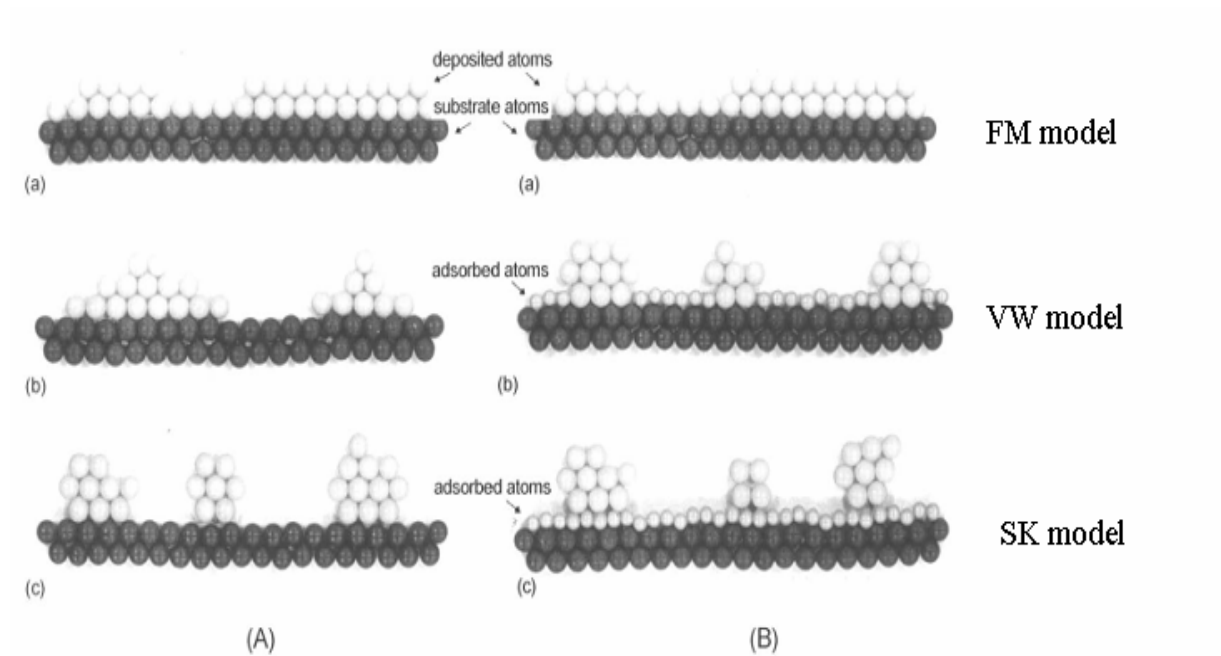 deposited atoms
substrate atoms
FM model
(a)
(a)
adsorbed atoms
VW model
(b)
(b)
adsorbed atoms
SK model
(c)
(c)
(A)
(B)